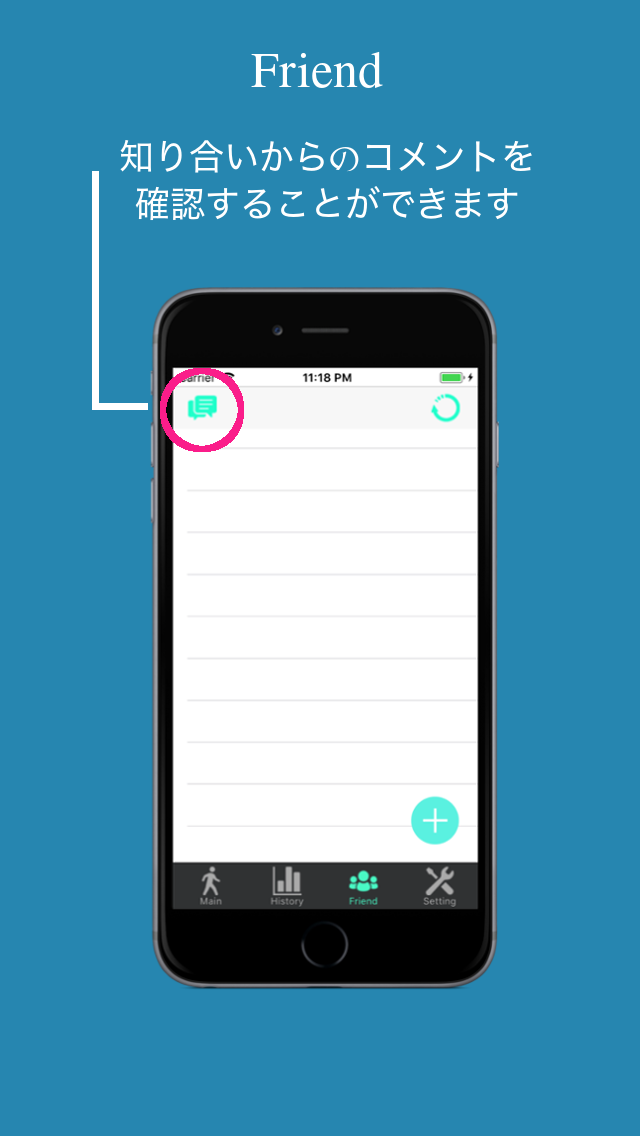 Friend
知り合いからのコメントを
確認することができます
Carrier
11:18 PM
Main
History
Friend
Setting